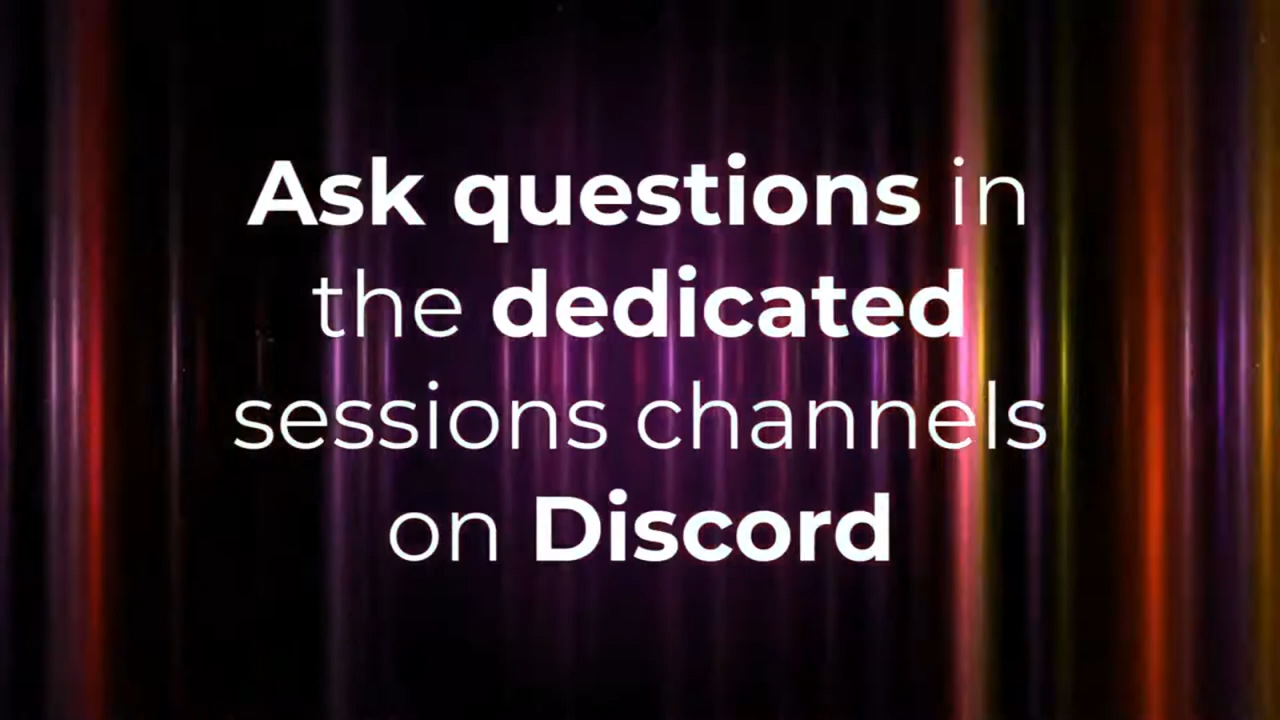 Ask questions in
the dedicated
sessions channels
on Discord